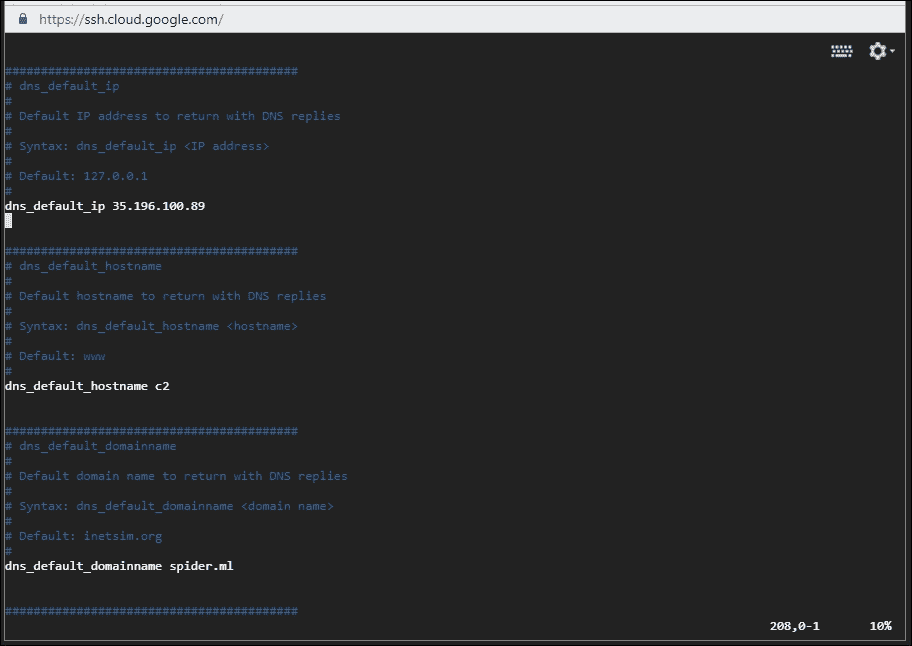 https://ssh.cloud.google.com/
#########################################
# dns_default_ip
#
# Default IP address to return with DNS replies
#
# Syntax: dns_default_ip <IP address>
#
# Default: 127.0.0.1
#
dns_default_ip 35.196.100.89
#########################################
# dns_default_hostname
#
# Default hostname to return with DNS replies
#
# Syntax: dns_default_hostname <hostname>
#
# Default: www
#
dns_default_hostname c2
#########################################
# dns_default_domainname
#
# Default domain name to return with DNS replies
#
# Syntax: dns_default_domainname <domain name>
#
# Default: inetsim.org
#
dns_default_domainname spider.ml
#########################################
208,0-1 10%